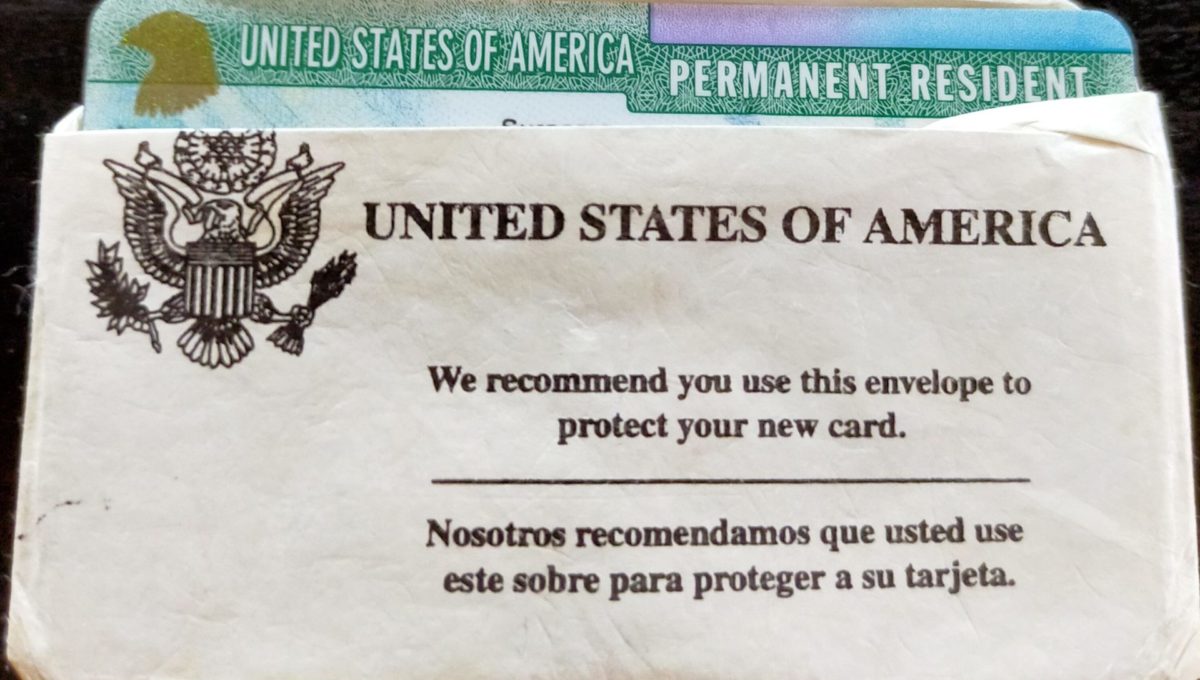 UNITED STATES OF AMERICA
PERMANENT RESIDENT
UNITED STATES OF AMERICA
We recommend you use this envelope to
protect your new card.
Nosotros recomendamos que usted use
este sobre para proteger a su tarjeta.